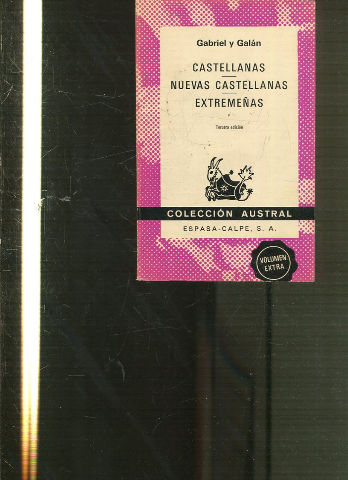 Gabriel y Galán
CASTELLANAS
NUEVAS CASTELLANAS
EXTREMEÑAS
Tercera edición
COLECCIÓN AUSTRAL
ESPASA-CALPE, S. A.
VOLUMEN
EXTRA